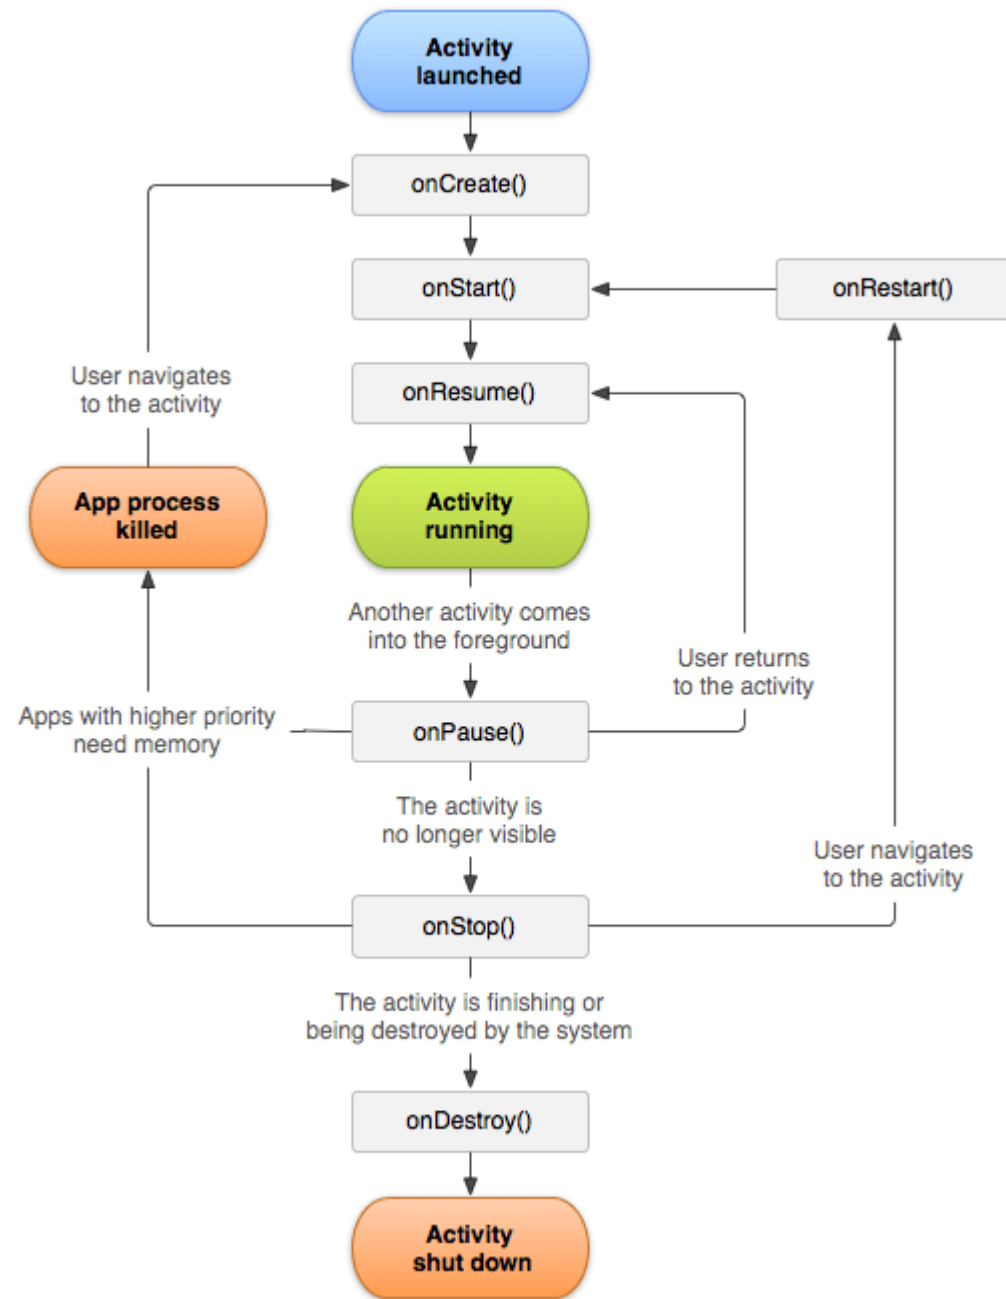 Activity
launched
onCreate()
onStart()
onRestart()
User navigates
to the activity
onResume()
App process
killed
Activity
running
Another activity comes
into the foreground
User returns
to the activity
Apps with higher priority
need memory
onPause()
The activity is
no longer visible
User navigates
to the activity
onStop()
The activity is finishing or
being destroyed by the system
onDestroy()
Activity
shut down